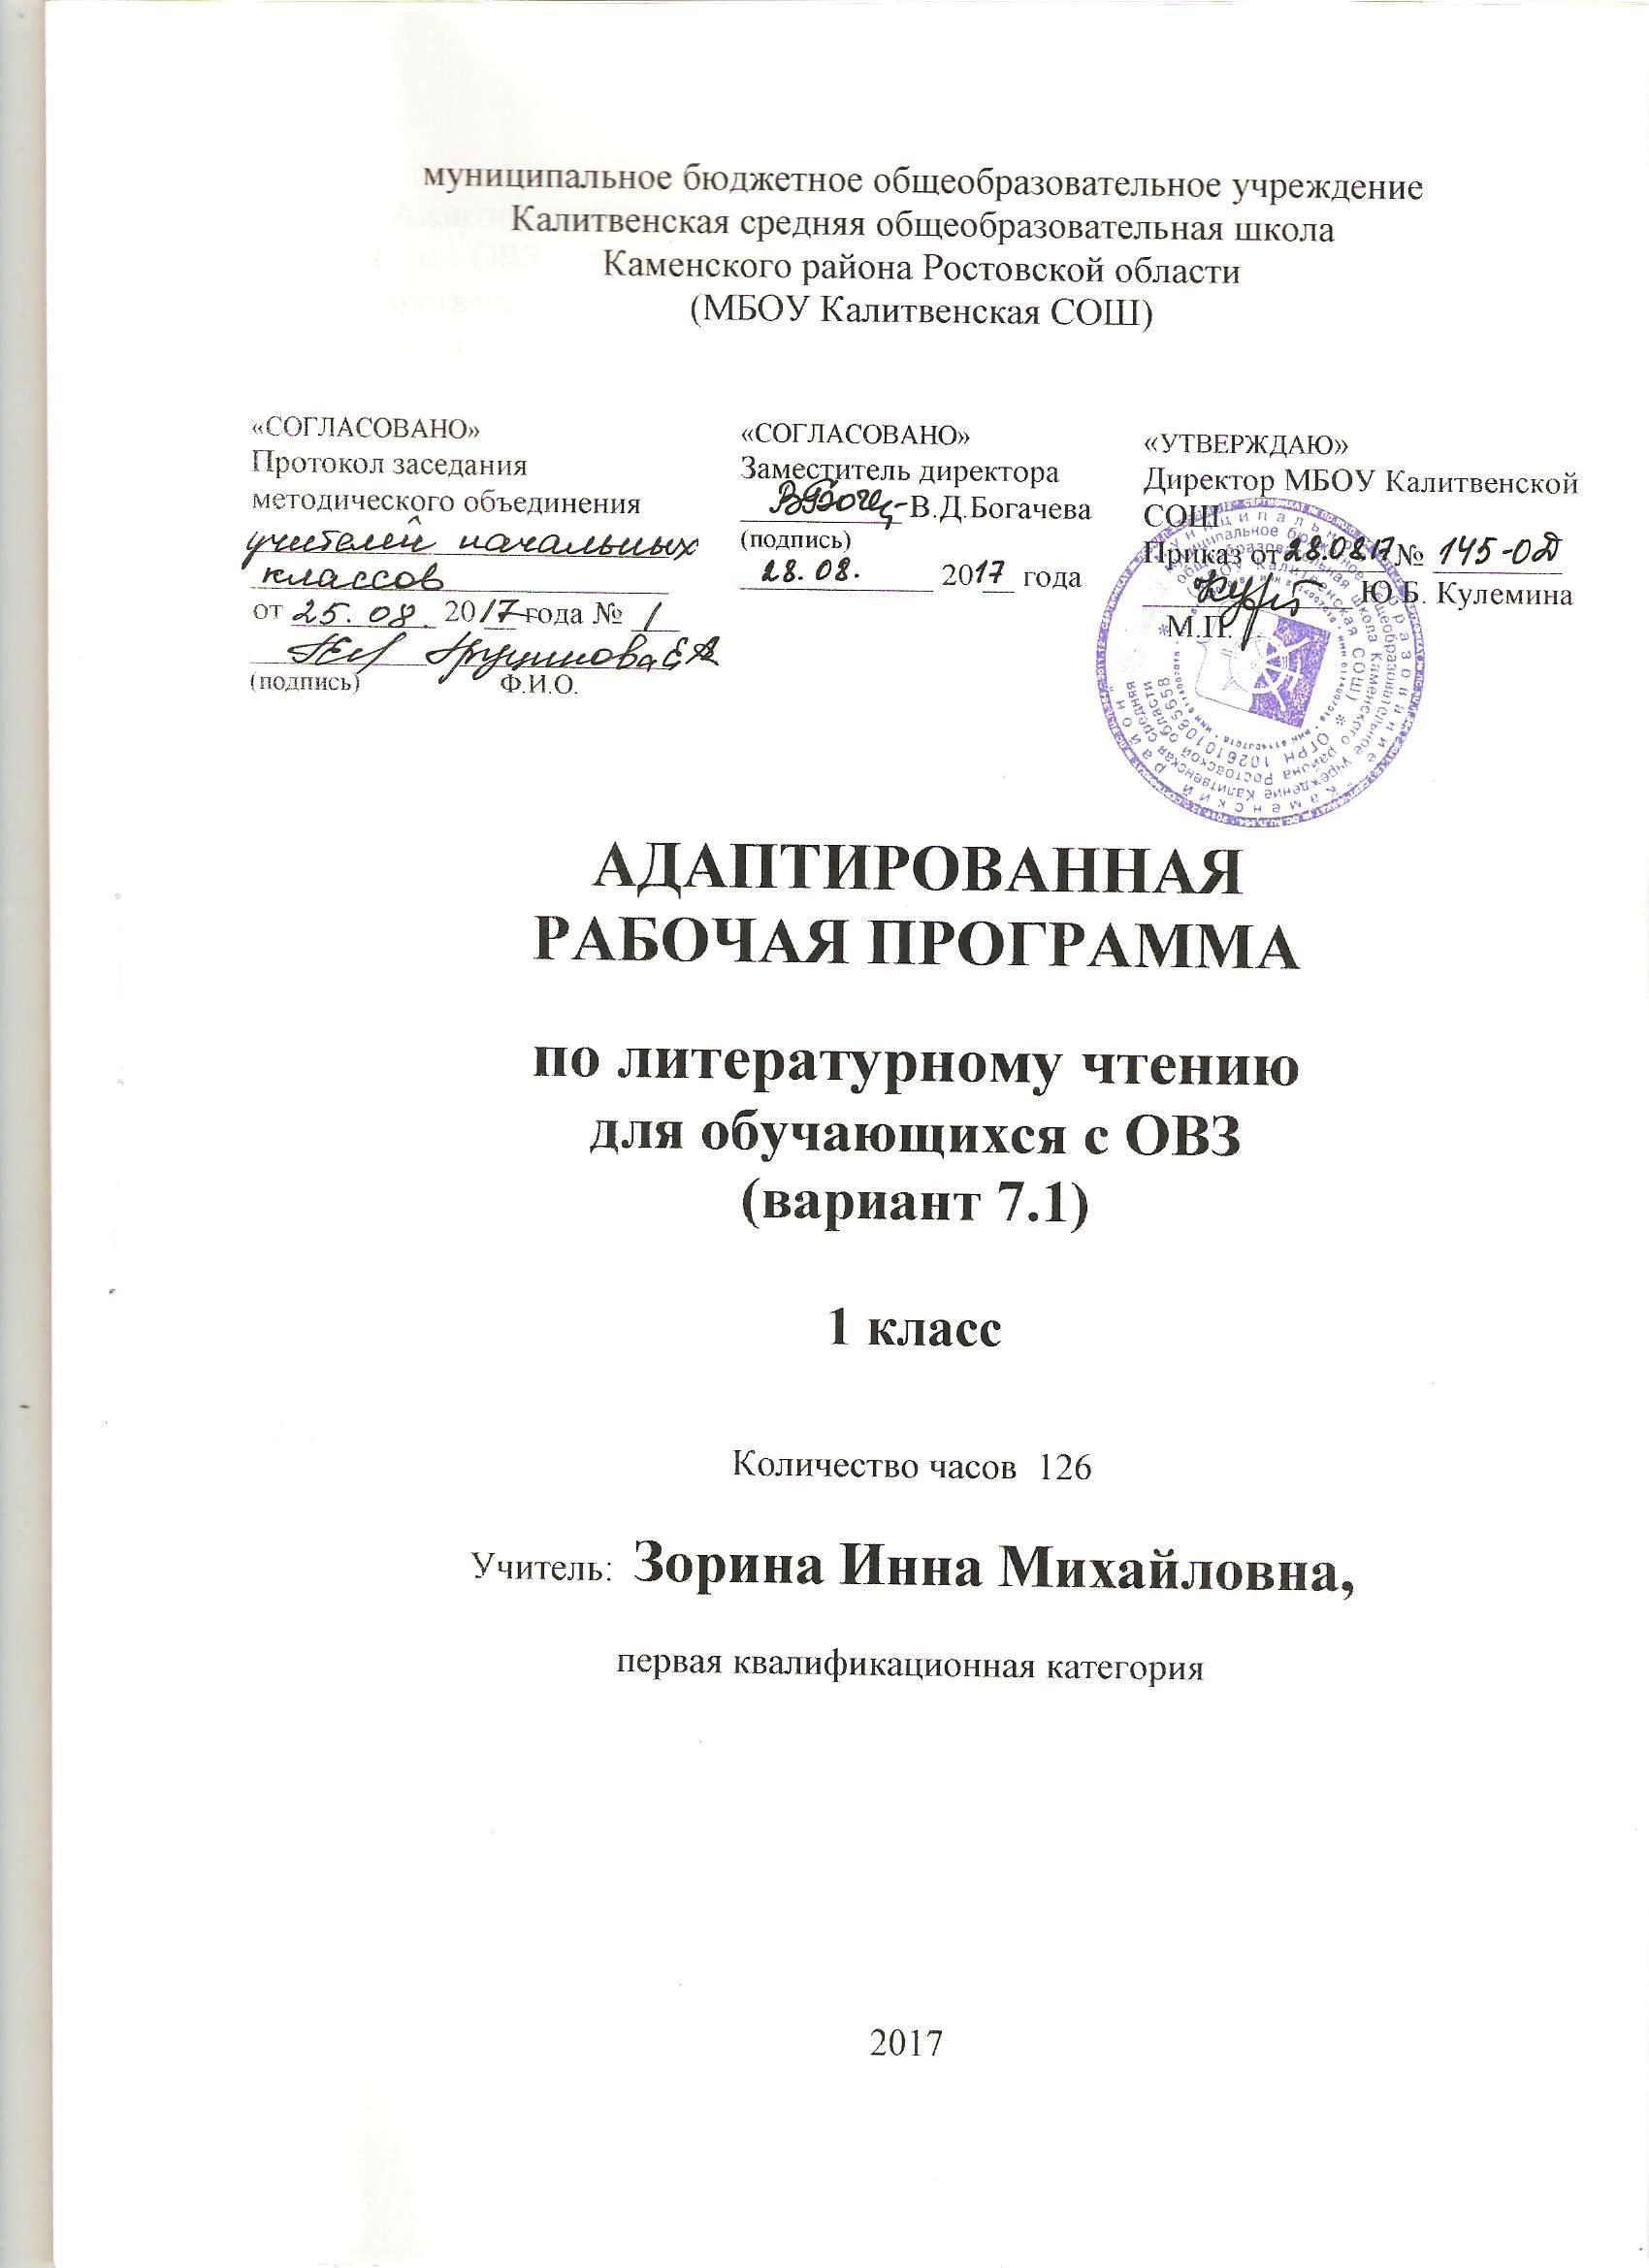 муниципальное бюджетное общеобразовательное учреждение
Калитвенская средняя общеобразовательная школа
Каменского района Ростовской области
(МБОУ Калитвенская СОШ)
«СОГЛАСОВАНО»
Протокол заседания
методического объединения
учителей начальных
классов
от 25.08. 2017 года № 1
(подпись) Ф.И.О.
«СОГЛАСОВАНО»
Заместитель директора
В.Д.Богачева
(подпись)
28.08. 2017 года
«УТВЕРЖДАЮ»
Директор МБОУ Калитвенской
СОШ
Приказ от 28.08.17 № 145-ОД
Ю.Б. Кулемина
М.П.
АДАПТИРОВАННАЯ
РАБОЧАЯ ПРОГРАММА
по литературному чтению
для обучающихся с ОВЗ
(вариант 7.1)
1 класс
Количество часов 126
Учитель: Зорина Инна Михайловна,
первая квалификационная категория
2017